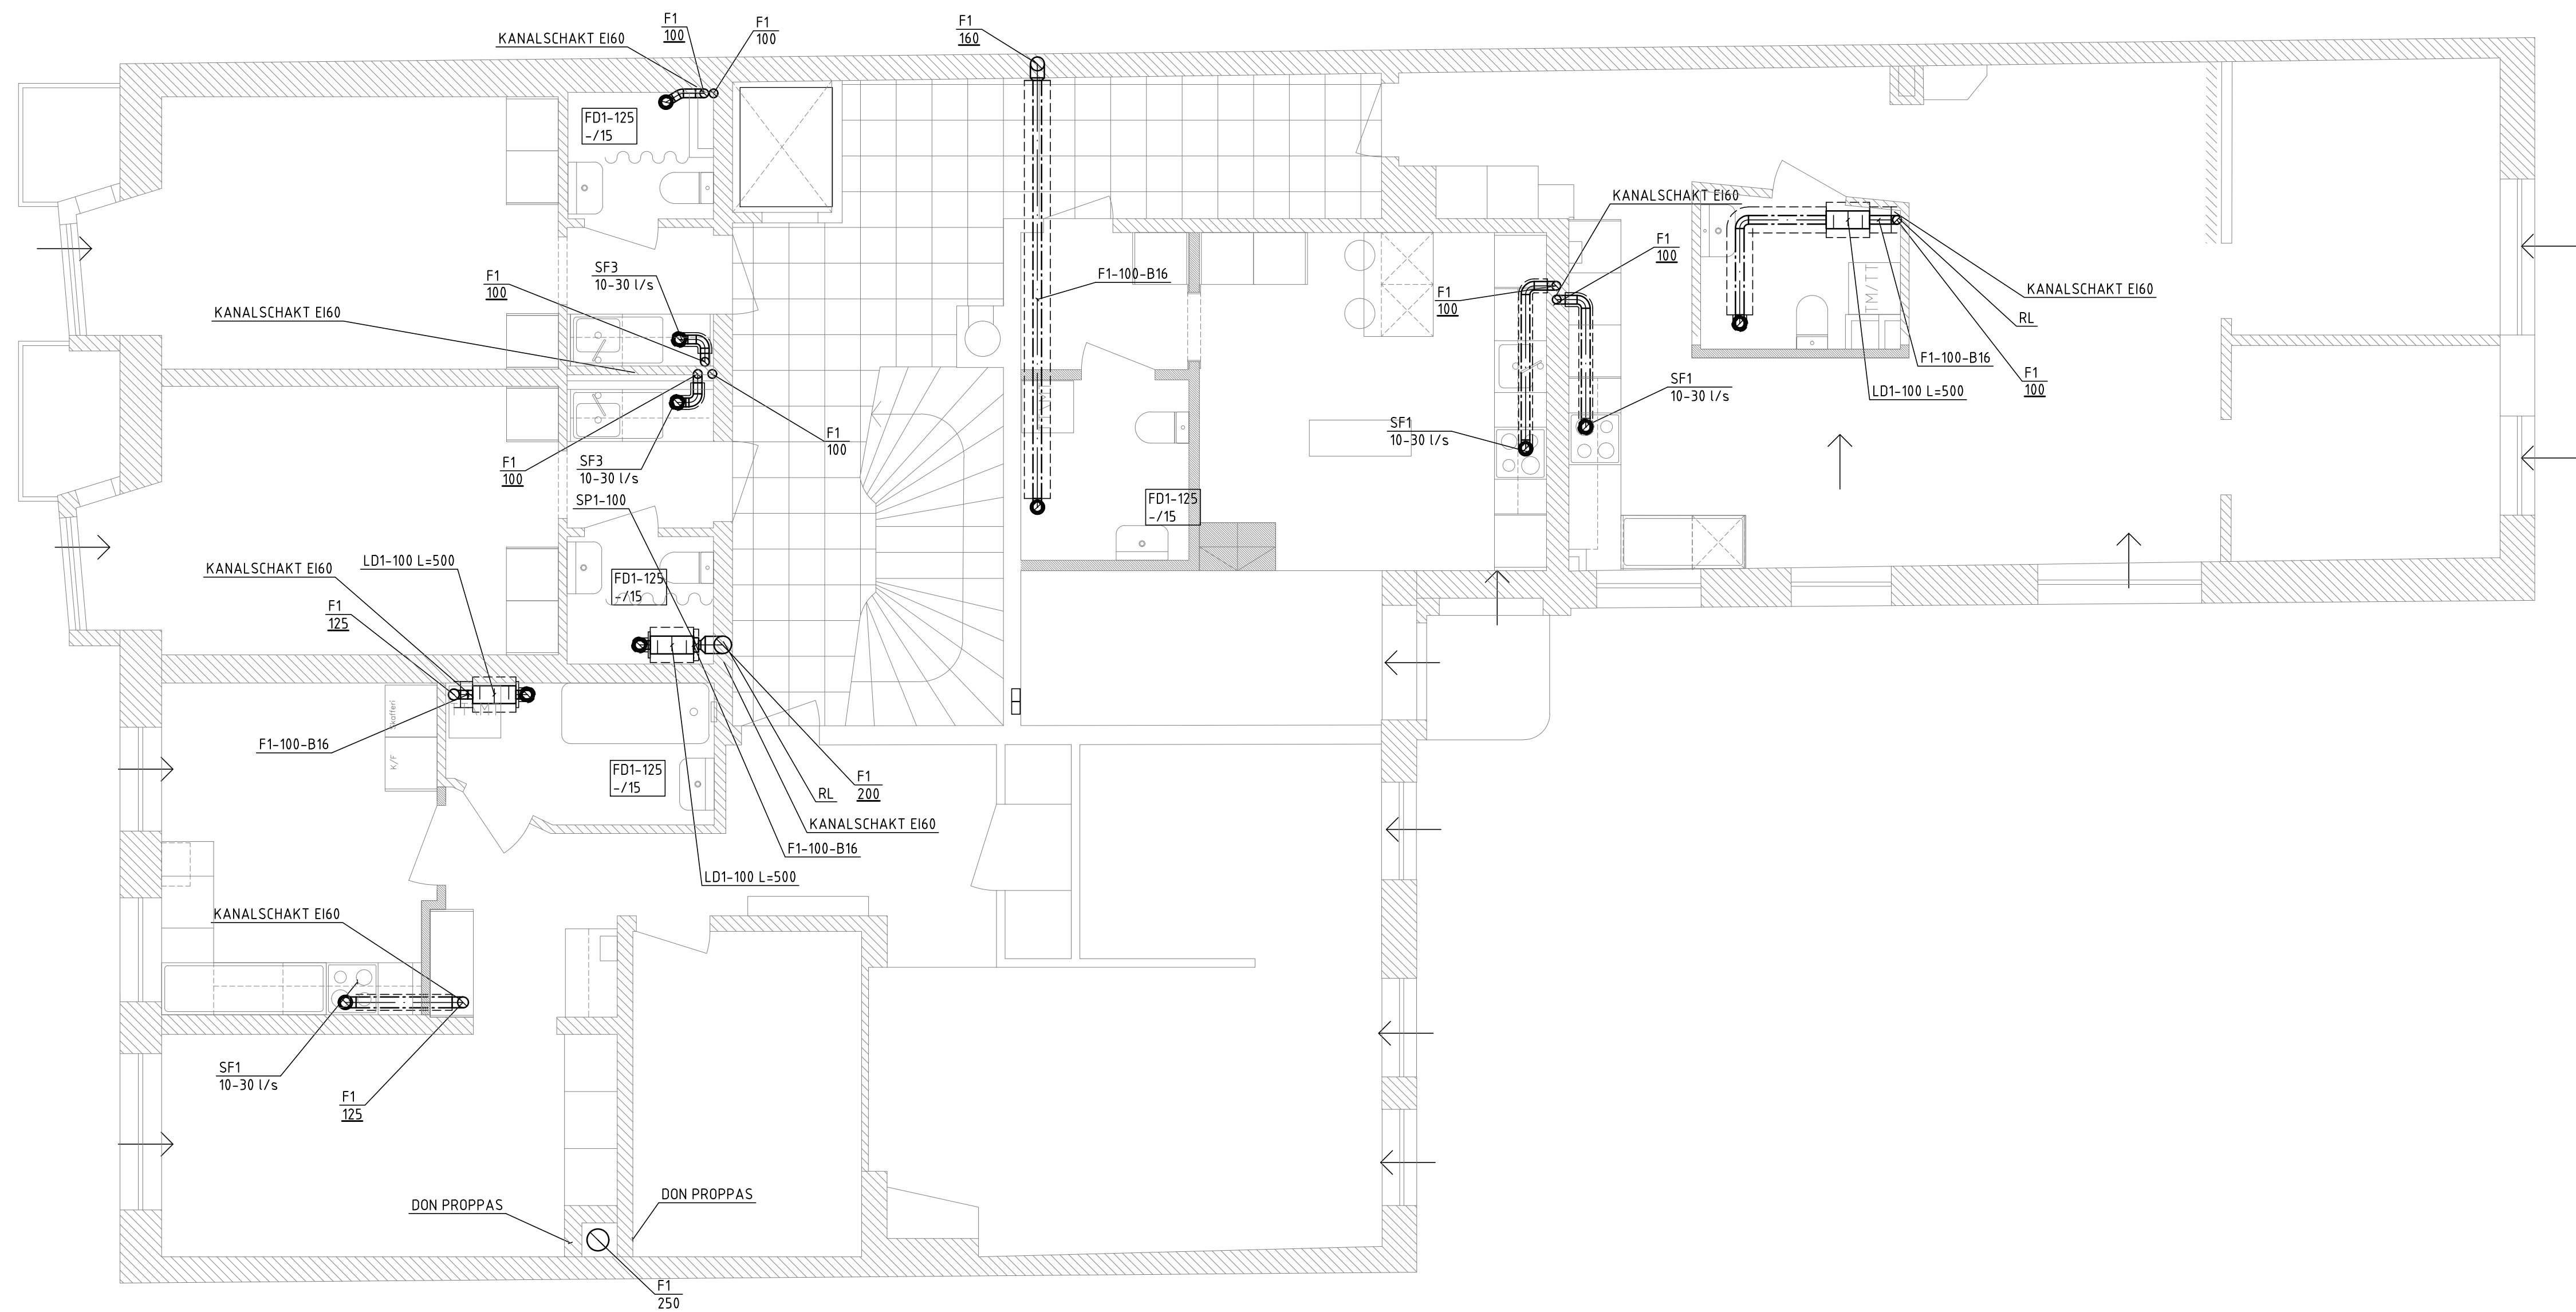 F1
100
F1
100
KANALSCHAKT EI60
F1
160
FD1-125
-/15
KANALSCHAKT EI60
F1
100
SF3
10-30 l/s
F1
100
KANALSCHAKT EI60
F1-100-B16
F1
100
KANALSCHAKT EI60
RL
F1-100-B16
F1
100
LD1-100 L=500
TM/TT
SF1
10-30 l/s
SF1
10-30 l/s
F1
100
F1
100
SF3
10-30 l/s
SP1-100
FD1-125
-/15
LD1-100 L=500
KANALSCHAKT EI60
FD1-125
-/15
F1
125
Skafferi
F1-100-B16
K/F
FD1-125
-/15
F1
200
RL
KANALSCHAKT EI60
F1-100-B16
LD1-100 L=500
KANALSCHAKT EI60
SF1
10-30 l/s
F1
125
DON PROPPAS
DON PROPPAS
F1
250